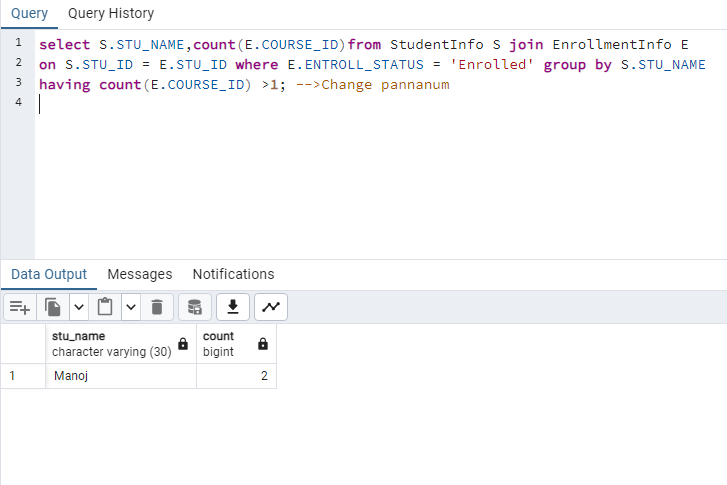 Query Query History
1 select S.STU_NAME,count(E.COURSE_ID)from StudentInfo S join EnrollmentInfo E
2 on S.STU_ID = E.STU_ID where E.ENTROLL_STATUS = 'Enrolled' group by S.STU_NAME
3 having count(E.COURSE_ID) >1; -->Change pannanum
4
Data Output Messages Notifications
stu_name count
character varying (30) bigint
1 Manoj 2